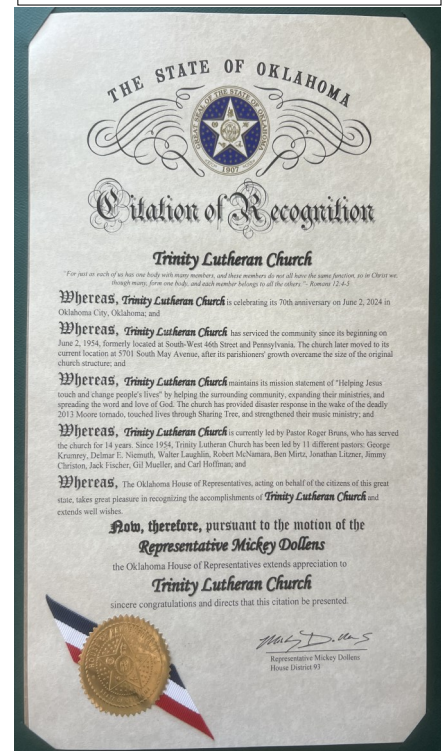 THE STATE OF OKLAHOMA
GREAT SEAL OF THE STATE OF OKLAHOMA
1907
Citation of Recognition
Trinity Lutheran Church
"For just as each of us has one body with many members, and these members do not all have the same function, so in Christ we
though many, form one body, and each member belongs to all the others." - Romans 12:4-5
Whereas, Trinity Lutheran Church is celebrating its 70th anniversary on June 2, 2024 in
Oklahoma City, Oklahoma; and
Whereas, Trinity Lutheran Church has serviced the community since its beginning on
June 2, 1954, formerly located at South-West 46th Street and Pennsylvania. The church later moved to its
current location at 5701 South May Avenue, after its parishioners' growth overcame the size of the original
church structure; and
Whereas, Trinity Lutheran Church maintains its mission statement of "Helping Jesus
touch and change people's lives" by helping the surrounding community, expanding their ministries, and
spreading the word and love of God. The church has provided disaster response in the wake of the deadly
2013 Moore tornado, touched lives through Sharing Tree, and strengthened their music ministry; and
Whereas, Trinity Lutheran Church is currently led by Pastor Roger Bruns, who has served
the church for 14 years. Since 1954, Trinity Lutheran Church has been led by 11 different pastors: George
Krumrey, Delmar E. Niemuth, Walter Laughlin, Robert McNamara, Ben Mirtz, Jonathan Litzner, Jimmy
Christon, Jack Fischer, Gil Mueller, and Carl Hoffman; and
Whereas, The Oklahoma House of Representatives, acting on behalf of the citizens of this great
state, takes great pleasure in recognizing the accomplishments of Trinity Lutheran Church and
extends well wishes.
Now, therefore, pursuant to the motion of the
Representative Mickey Dollens
the Oklahoma House of Representatives extends appreciation to
Trinity Lutheran Church
sincere congratulations and directs that this citation be presented.
Representative Mickey Dollens
House District 93